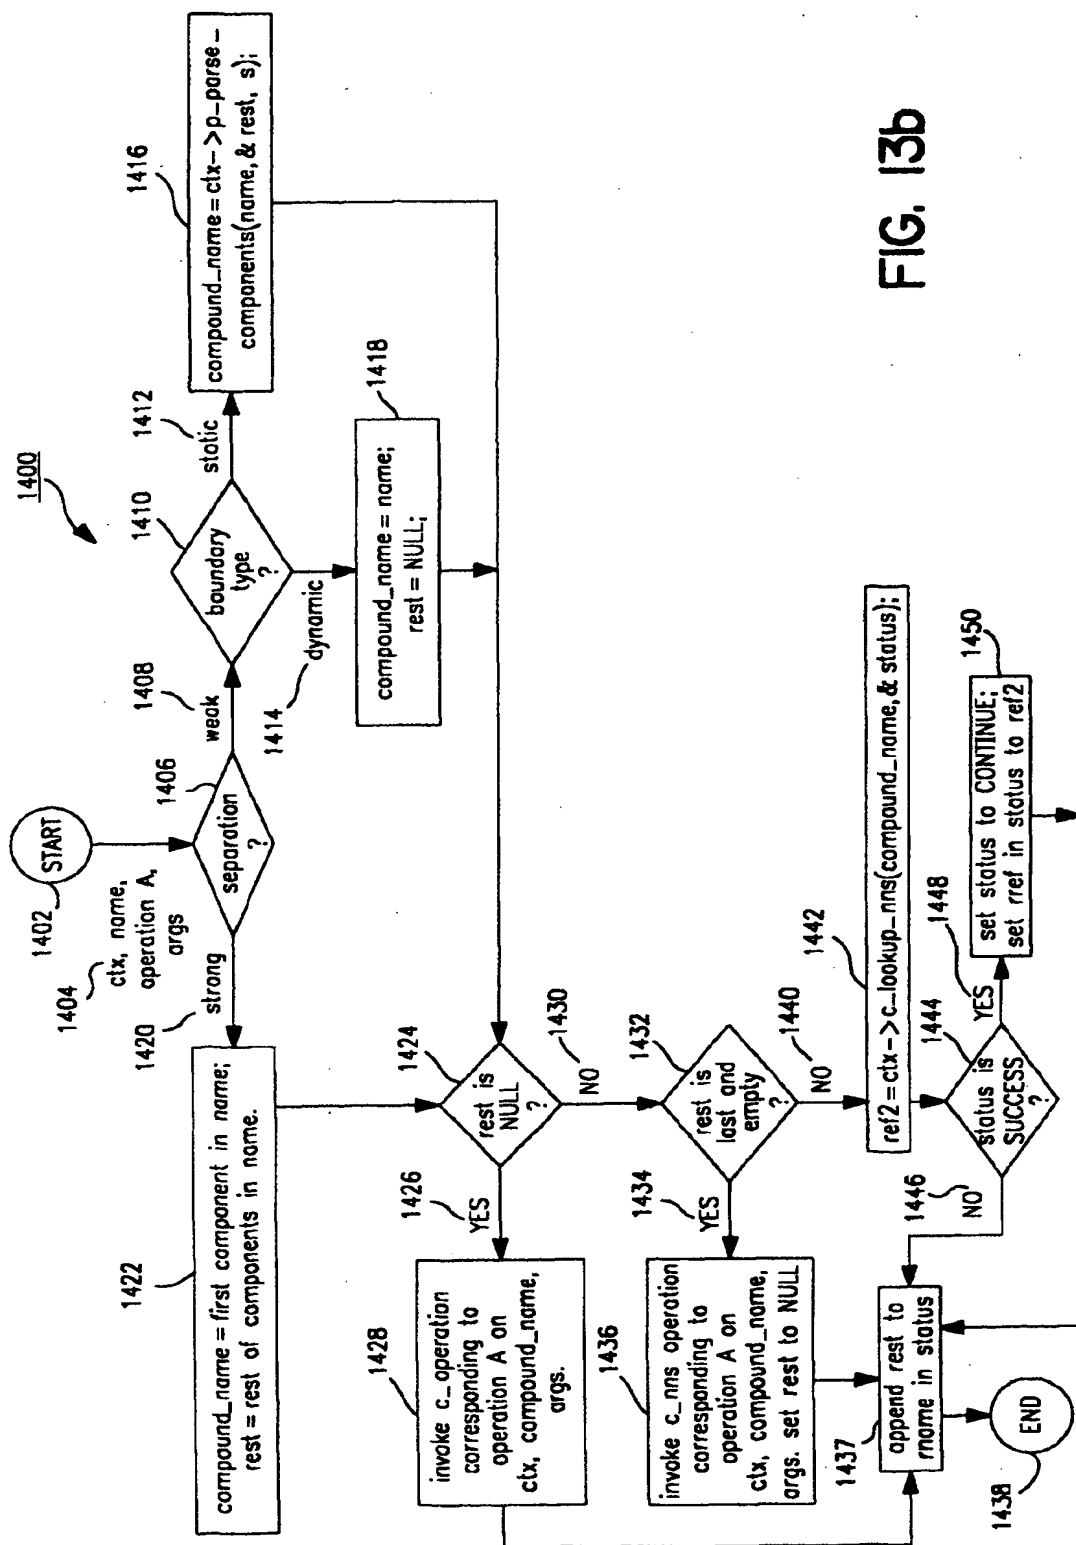 1400
START
1402
1404
ctx, name,
operation A,
args
separation
?
1406
weak
1408
strong
1420
boundary
type
?
1410
static
1412
dynamic
1414
compound_name = ctx->p_parse_
components(name, & rest, s);
1416
compound_name = name;
rest = NULL;
1418
compound_name = first component in name;
rest = rest of components in name.
1422
rest is
NULL
?
1424
YES
1426
NO
1430
invoke c_operation
corresponding to
operation A on
ctx, compound_name,
args.
1428
rest is
last and
empty
?
1432
YES
1434
NO
1440
invoke c_nns operation
corresponding to
operation A on
ctx, compound_name,
args. set rest to NULL
1436
ref2 = ctx->c_lookup_nns(compound_name, & status);
1442
status is
SUCCESS
?
1444
NO
1446
YES
1448
set status to CONTINUE;
set rref in status to ref2
1450
append rest to
rname in status
1437
END
1438
FIG. 13b